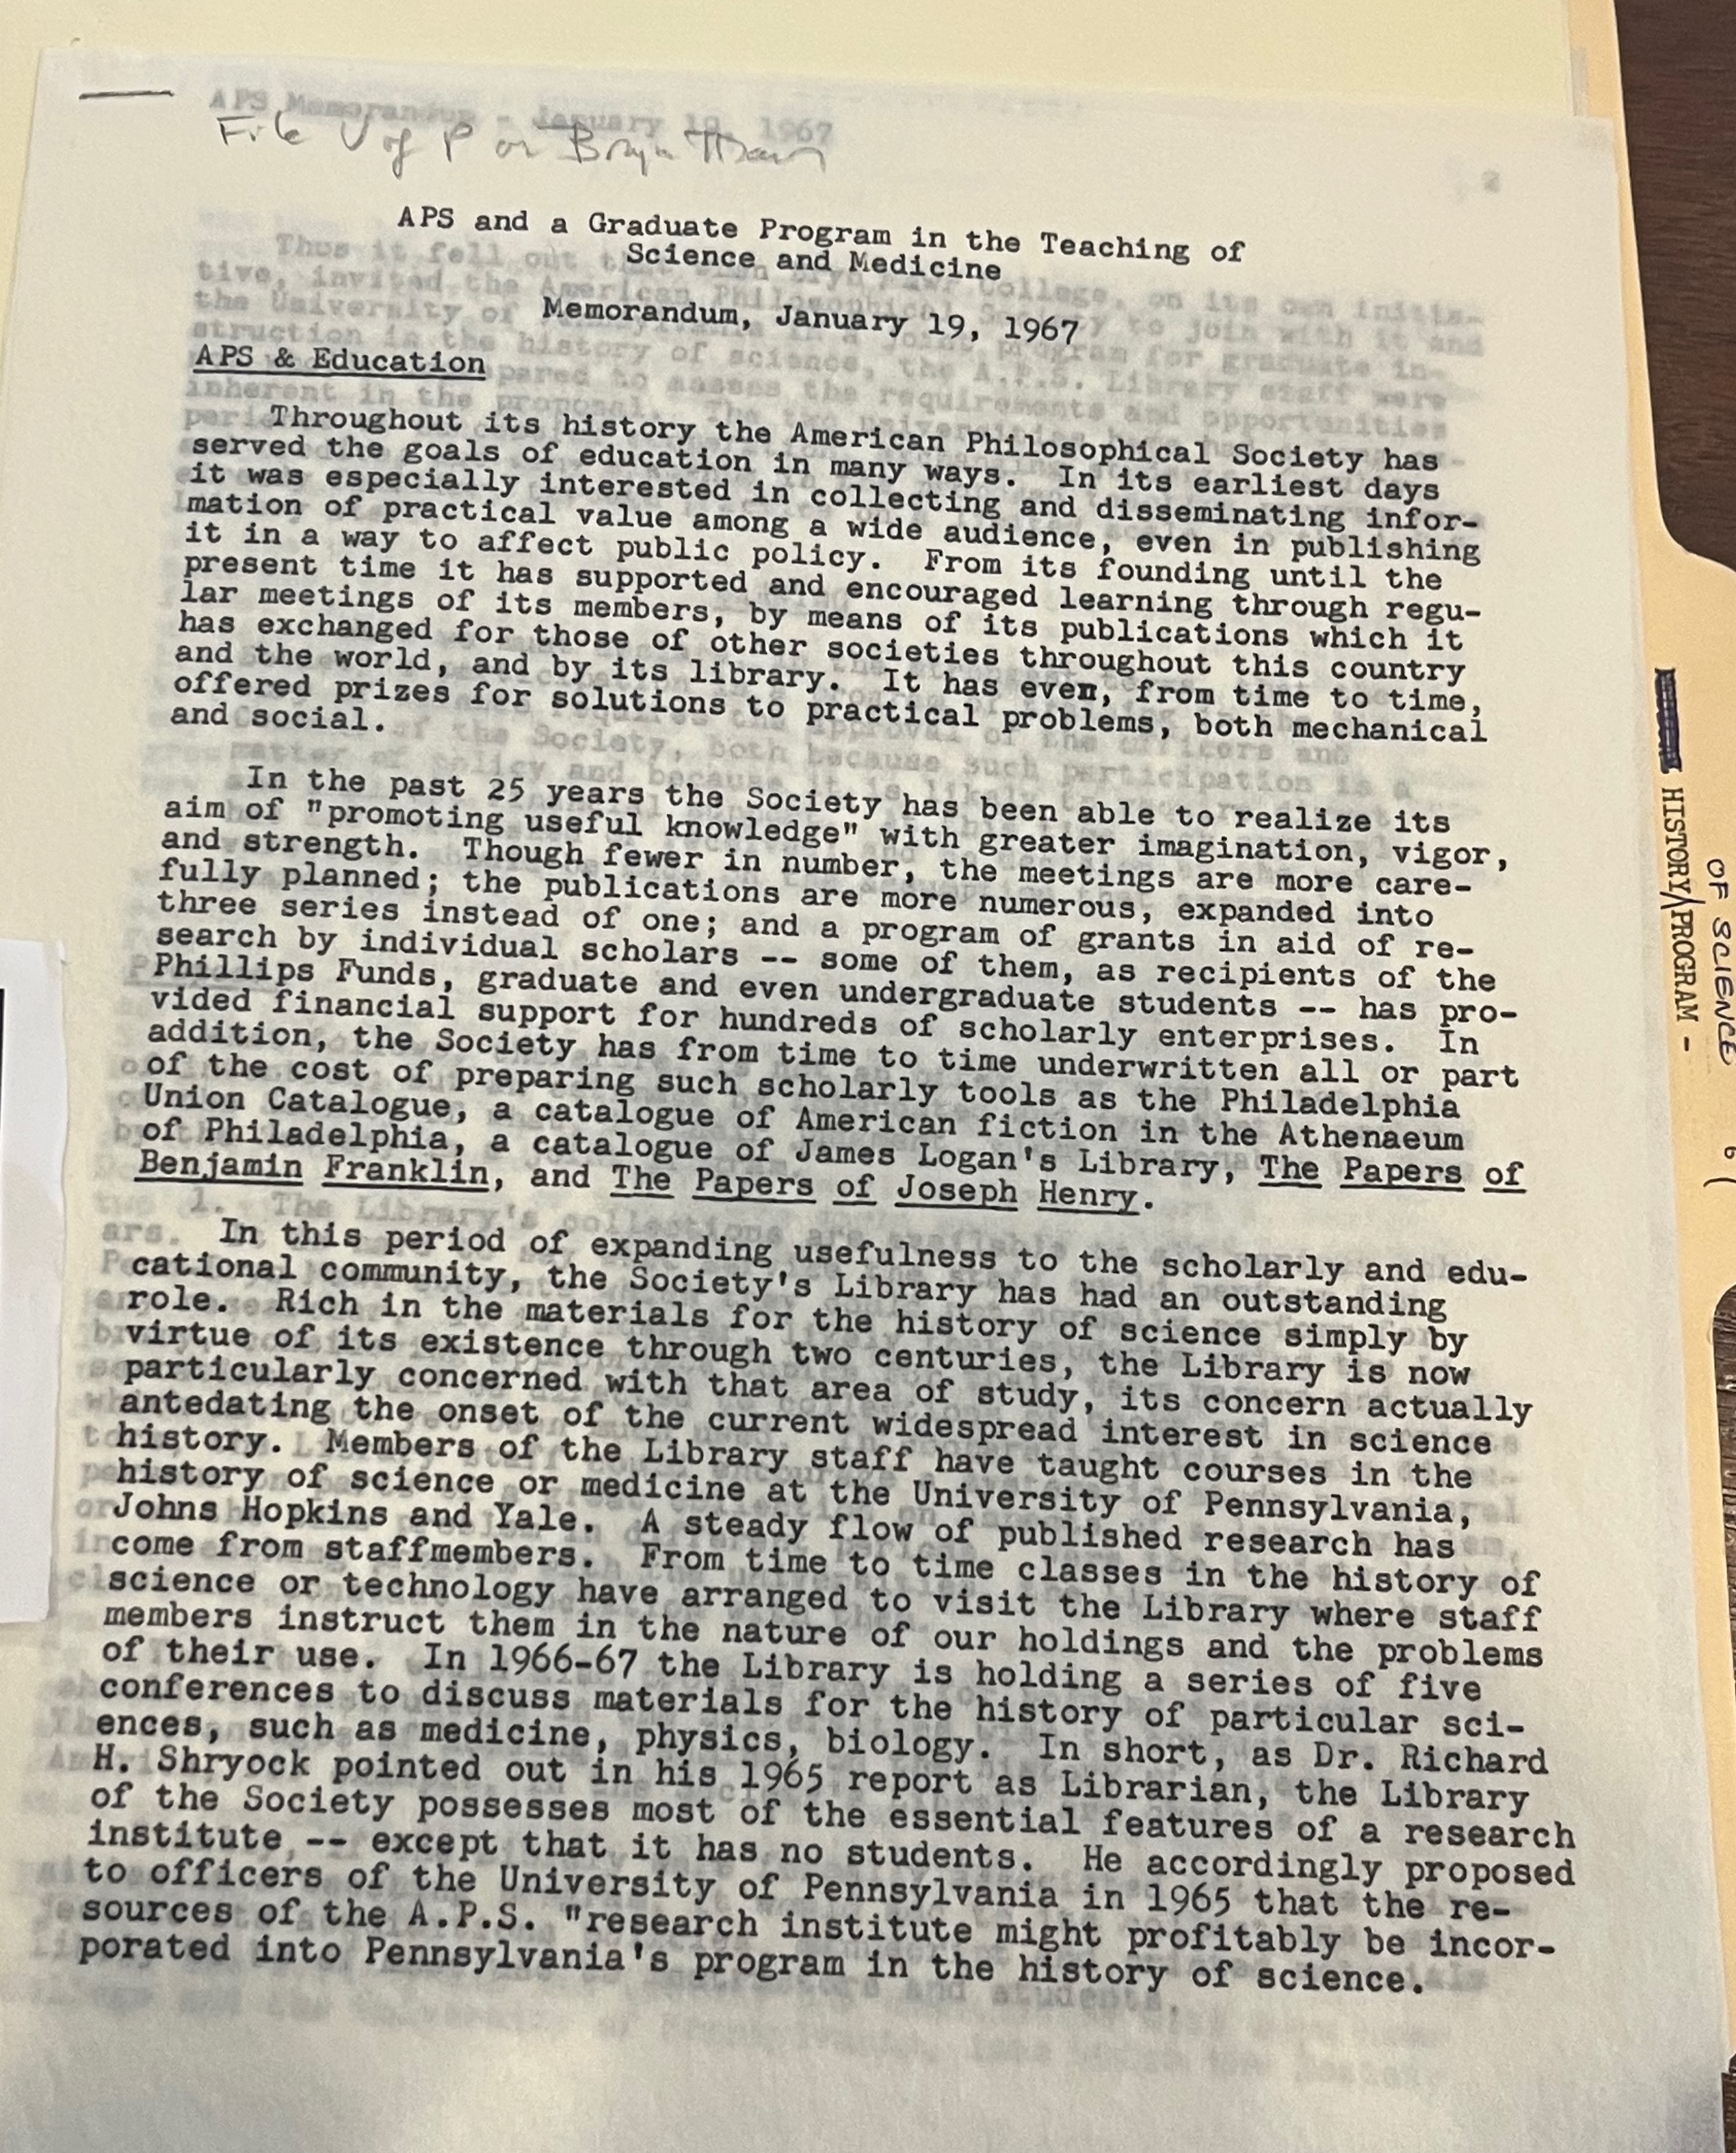 APS Memorandum - January 19, 1967
File U of P or Bryn Mawr
2
APS and a Graduate Program in the Teaching of
Science and Medicine
Memorandum, January 19, 1967
APS & Education
Throughout its history the American Philosophical Society has
served the goals of education in many ways. In its earliest days
it was especially interested in collecting and disseminating infor-
mation of practical value among a wide audience, even in publishing
it in a way to affect public policy. From its founding until the
present time it has supported and encouraged learning through regu-
lar meetings of its members, by means of its publications which it
has exchanged for those of other societies throughout this country
and the world, and by its library. It has even, from time to time,
offered prizes for solutions to practical problems, both mechanical
and social.
In the past 25 years the Society has been able to realize its
aim of "promoting useful knowledge" with greater imagination, vigor,
and strength. Though fewer in number, the meetings are more care-
fully planned; the publications are more numerous, expanded into
three series instead of one; and a program of grants in aid of re-
search by individual scholars -- some of them, as recipients of the
Phillips Funds, graduate and even undergraduate students -- has pro-
vided financial support for hundreds of scholarly enterprises. In
addition, the Society has from time to time underwritten all or part
of the cost of preparing such scholarly tools as the Philadelphia
Union Catalogue, a catalogue of American fiction in the Athenaeum
of Philadelphia, a catalogue of James Logan's Library, The Papers of
Benjamin Franklin, and The Papers of Joseph Henry.
In this period of expanding usefulness to the scholarly and edu-
cational community, the Society's Library has had an outstanding
role. Rich in the materials for the history of science simply by
virtue of its existence through two centuries, the Library is now
particularly concerned with that area of study, its concern actually
antedating the onset of the current widespread interest in science
history. Members of the Library staff have taught courses in the
history of science or medicine at the University of Pennsylvania,
Johns Hopkins and Yale. A steady flow of published research has
come from staffmembers. From time to time classes in the history of
science or technology have arranged to visit the Library where staff
members instruct them in the nature of our holdings and the problems
of their use. In 1966-67 the Library is holding a series of five
conferences to discuss materials for the history of particular sci-
ences, such as medicine, physics, biology. In short, as Dr. Richard
H. Shryock pointed out in his 1965 report as Librarian, the Library
of the Society possesses most of the essential features of a research
institute -- except that it has no students. He accordingly proposed
to officers of the University of Pennsylvania in 1965 that the re-
sources of the A.P.S. "research institute might profitably be incor-
porated into Pennsylvania's program in the history of science.
OF SCIENCE
HISTORY PROGRAM -